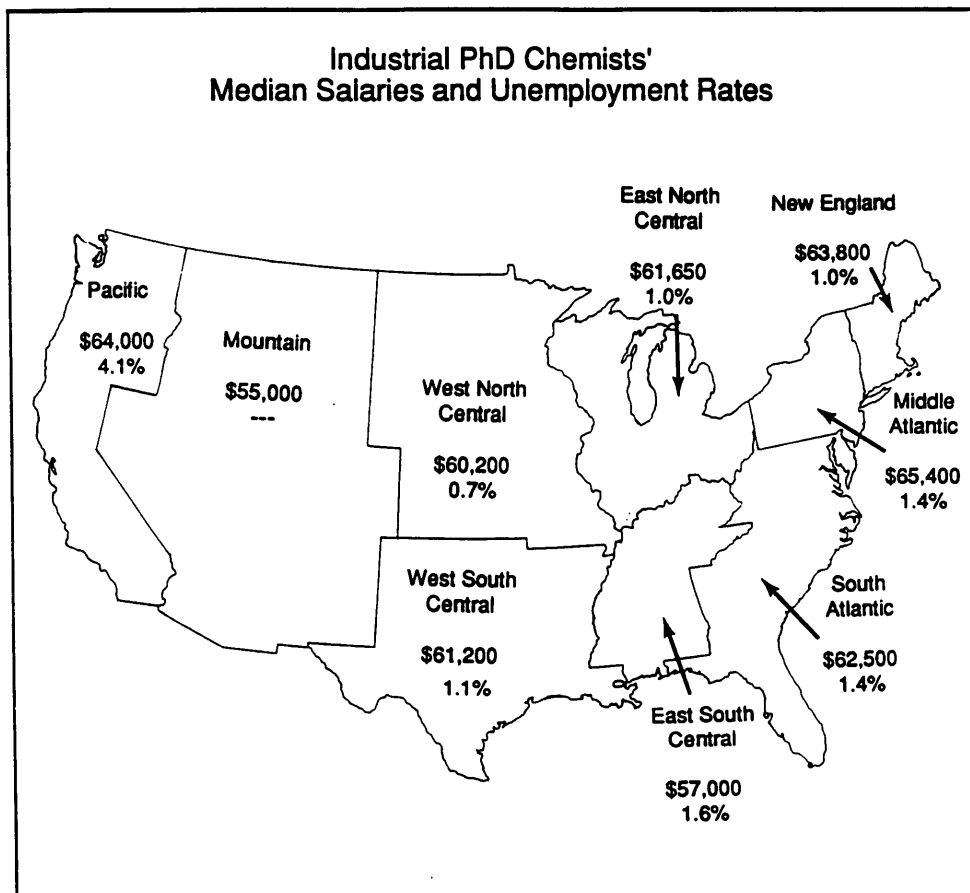 Industrial PhD Chemists'
Median Salaries and Unemployment Rates
East North
Central
$61,650
1.0%
New England
$63,800
1.0%
Pacific
$64,000
4.1%
Mountain
$55,000
---
West North
Central
$60,200
0.7%
Middle
Atlantic
$65,400
1.4%
West South
Central
$61,200
1.1%
South
Atlantic
$62,500
1.4%
East South
Central
$57,000
1.6%